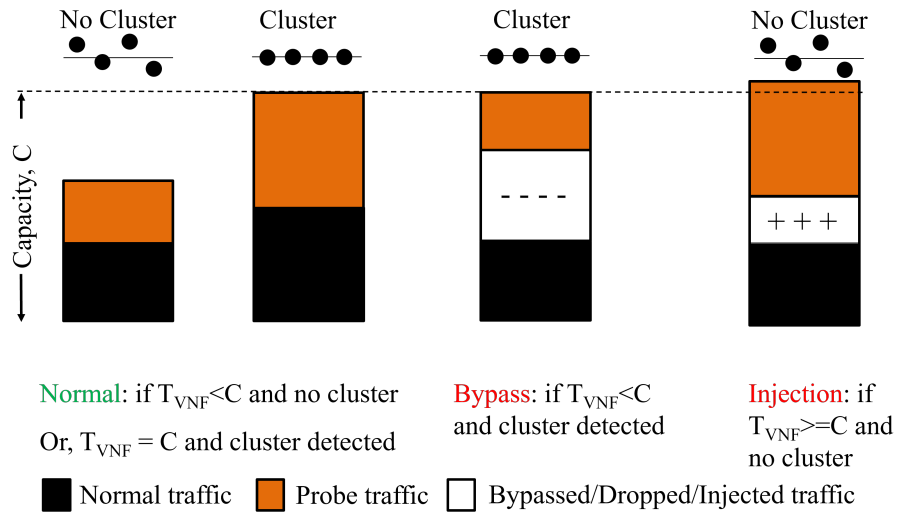 No Cluster
Cluster
Cluster
No Cluster
Capacity, C
- - - -
+ + +
Normal: if T_VNF<C and no cluster
Or, T_VNF = C and cluster detected
Bypass: if T_VNF<C
and cluster detected
Injection: if
T_VNF>=C and
no cluster
Normal traffic
Probe traffic
Bypassed/Dropped/Injected traffic